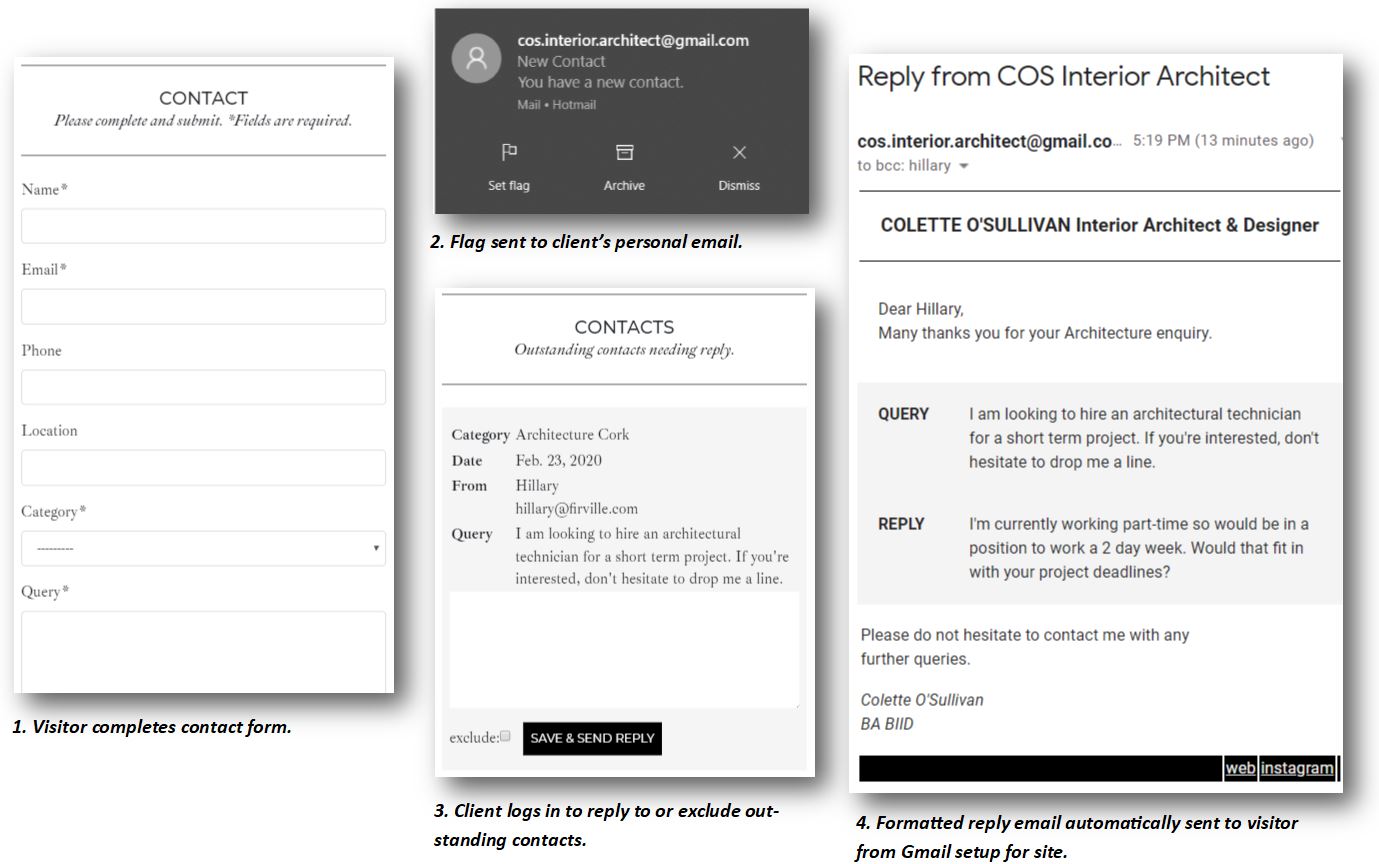 CONTACT
Please complete and submit. *Fields are required.
Name*
Email*
Phone
Location
Category*
---------
Query*
1. Visitor completes contact form.
cos.interior.architect@gmail.com
New Contact
You have a new contact.
Mail • Hotmail
Set flag
Archive
Dismiss
2. Flag sent to client's personal email.
CONTACTS
Outstanding contacts needing reply.
Category Architecture Cork
Date Feb. 23, 2020
From Hillary
hillary@firville.com
Query I am looking to hire an architectural
technician for a short term project. If you're
interested, don't hesitate to drop me a line.
exclude:
SAVE & SEND REPLY
3. Client logs in to reply to or exclude out-
standing contacts.
Reply from COS Interior Architect
cos.interior.architect@gmail.co... 5:19 PM (13 minutes ago)
to bcc: hillary
COLETTE O'SULLIVAN Interior Architect & Designer
Dear Hillary,
Many thanks you for your Architecture enquiry.
QUERY I am looking to hire an architectural technician
for a short term project. If you're interested, don't
hesitate to drop me a line.
REPLY I'm currently working part-time so would be in a
position to work a 2 day week. Would that fit in
with your project deadlines?
Please do not hesitate to contact me with any
further queries.
Colette O'Sullivan
BA BIID
web instagram
4. Formatted reply email automatically sent to visitor
from Gmail setup for site.